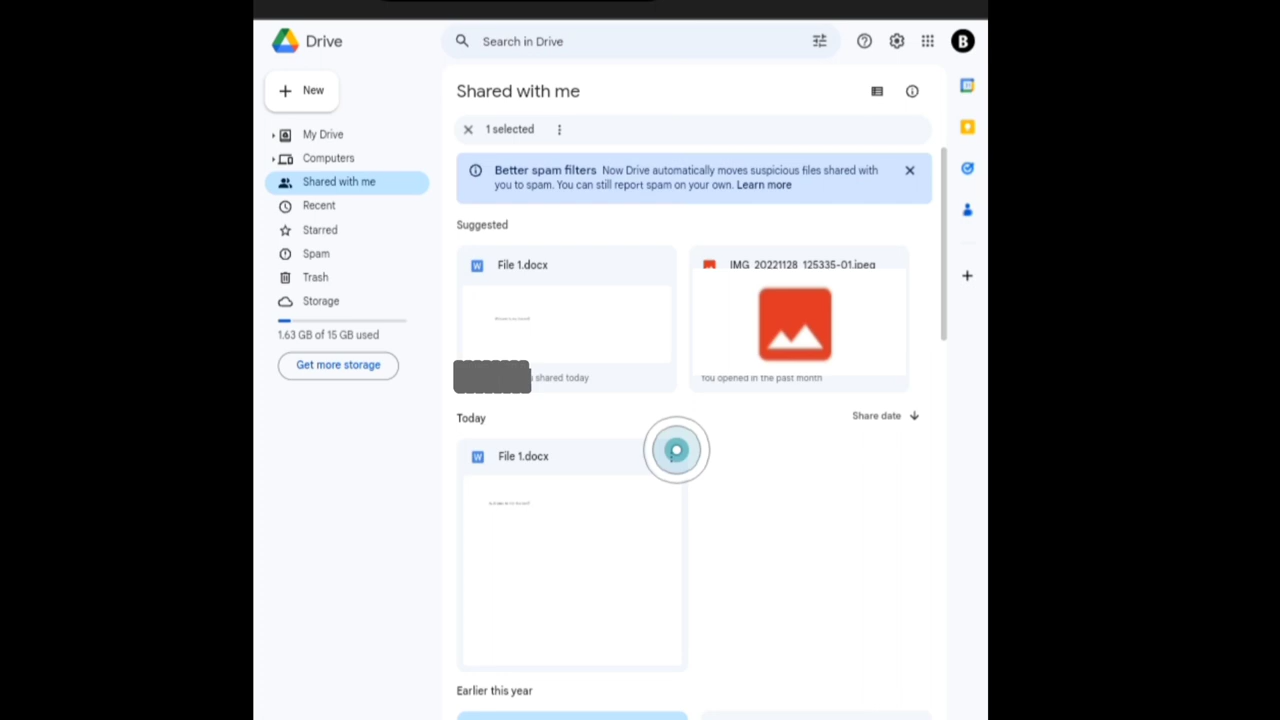 Drive
Search in Drive
B
New
Shared with me
My Drive
1 selected
Computers
Shared with me
Better spam filters Now Drive automatically moves suspicious files shared with
you to spam. You can still report spam on your own. Learn more
Recent
Starred
Suggested
Spam
File 1.docx
IMG_20221128_125335-01.jpeg
Trash
Storage
1.63 GB of 15 GB used
Get more storage
shared today
You opened in the past month
Today
Share date
W File 1.docx
Earlier this year